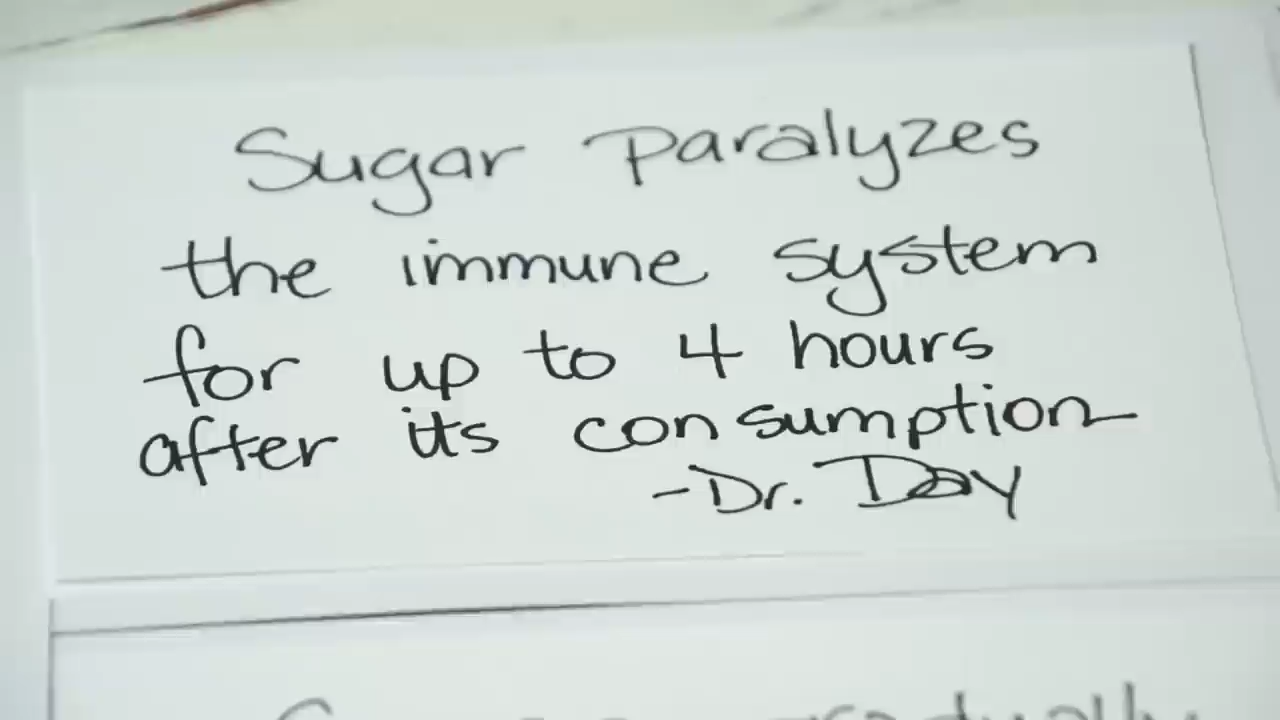 Sugar Paralyzes
the immune system
for up to 4 hours
after its consumption
-Dr. Day